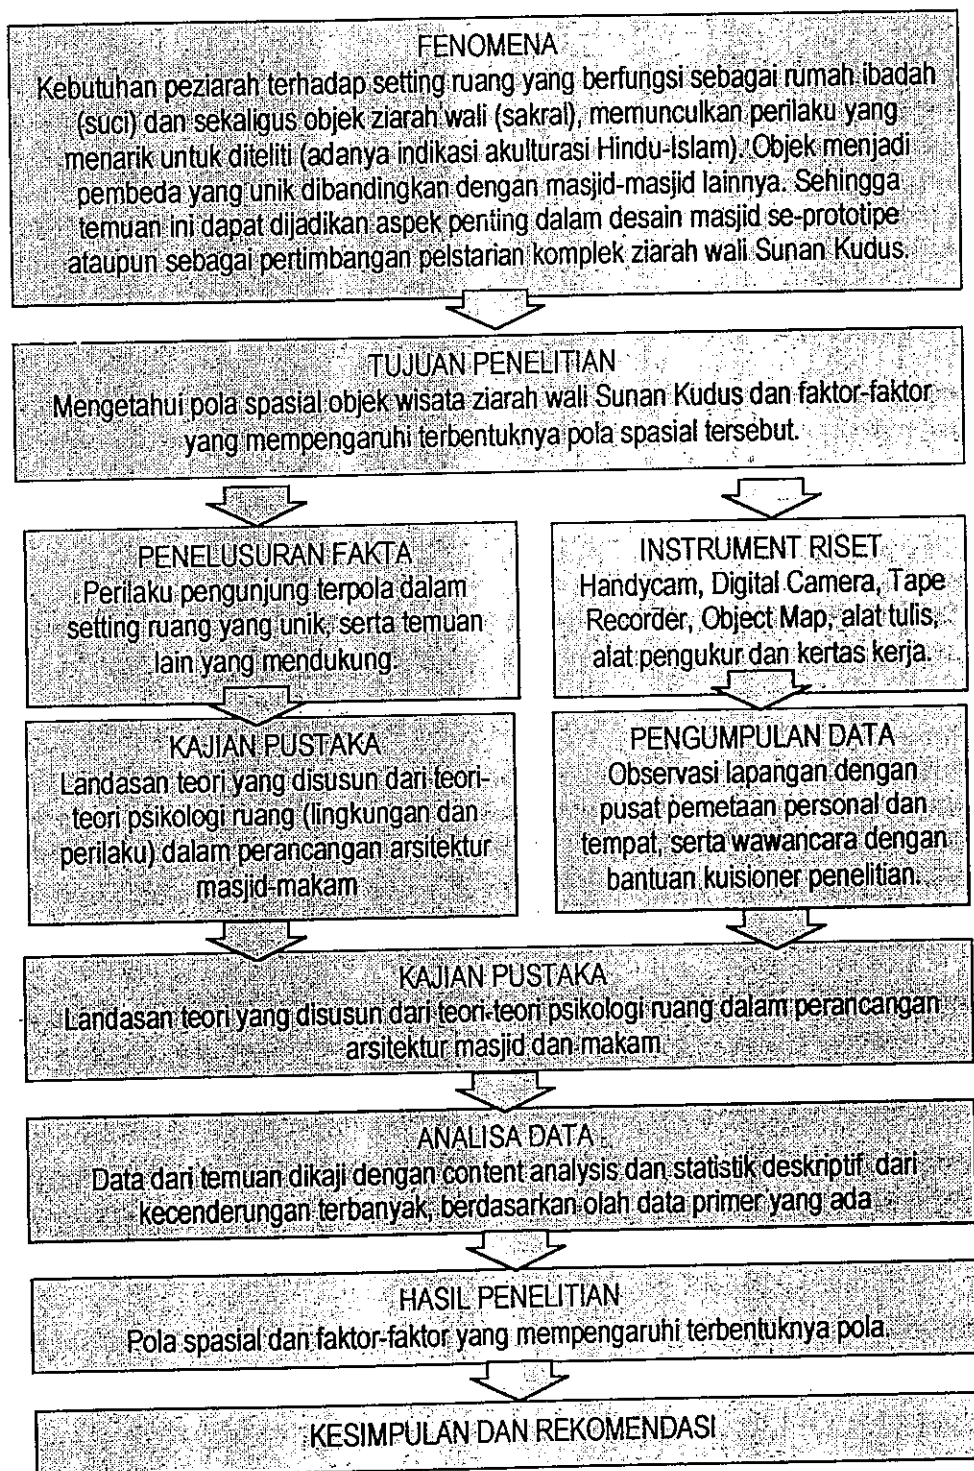 FENOMENA
Kebutuhan peziarah terhadap setting ruang yang berfungsi sebagai rumah ibadah
(suci) dan sekaligus objek ziarah wali (sakral), memunculkan perilaku yang
menarik untuk diteliti (adanya indikasi akulturasi Hindu-Islam). Objek menjadi
pembeda yang unik dibandingkan dengan masjid-masjid lainnya. Sehingga
temuan ini dapat dijadikan aspek penting dalam desain masjid se-prototipe
ataupun sebagai pertimbangan pelstarian komplek ziarah wali Sunan Kudus.
TUJUAN PENELITIAN
Mengetahui pola spasial objek wisata ziarah wali Sunan Kudus dan faktor-faktor
yang mempengaruhi terbentuknya pola spasial tersebut.
PENELUSURAN FAKTA
Perilaku pengunjung terpola dalam
setting ruang yang unik, serta temuan
lain yang mendukung.
KAJIAN PUSTAKA
Landasan teori yang disusun dari teori-
teori psikologi ruang (lingkungan dan
perilaku) dalam perancangan arsitektur
masjid-makam
INSTRUMENT RISET
Handycam, Digital Camera, Tape
Recorder, Object Map, alat tulis,
alat pengukur dan kertas kerja.
PENGUMPULAN DATA
Observasi lapangan dengan
pusat pemetaan personal dan
tempat, serta wawancara dengan
bantuan kuisioner penelitian.
KAJIAN PUSTAKA
Landasan teori yang disusun dari teori-teori psikologi ruang dalam perancangan
arsitektur masjid dan makam
ANALISA DATA
Data dari temuan dikaji dengan content analysis dan statistik deskriptif dari
kecenderungan terbanyak, berdasarkan olah data primer yang ada
HASIL PENELITIAN
Pola spasial dan faktor-faktor yang mempengaruhi terbentuknya pola.
KESIMPULAN DAN REKOMENDASI